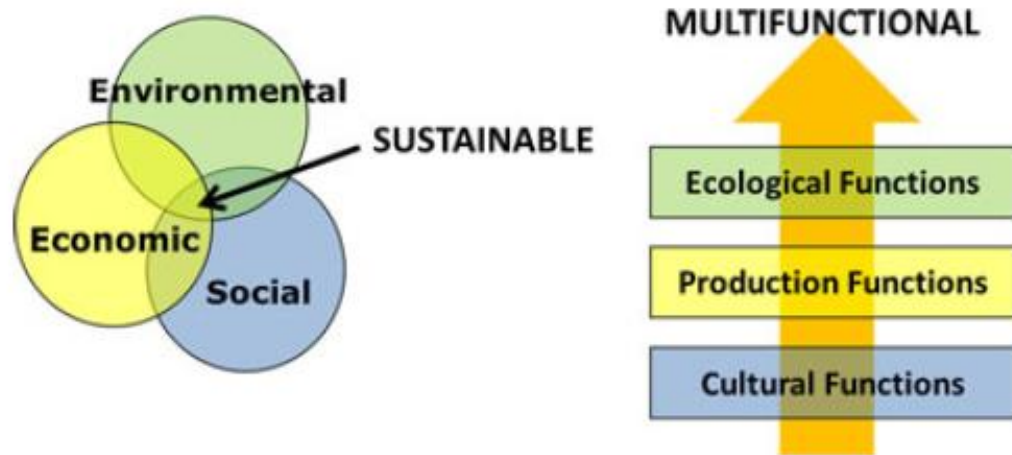 Environmental
SUSTAINABLE
Economic
Social
MULTIFUNCTIONAL
Ecological Functions
Production Functions
Cultural Functions